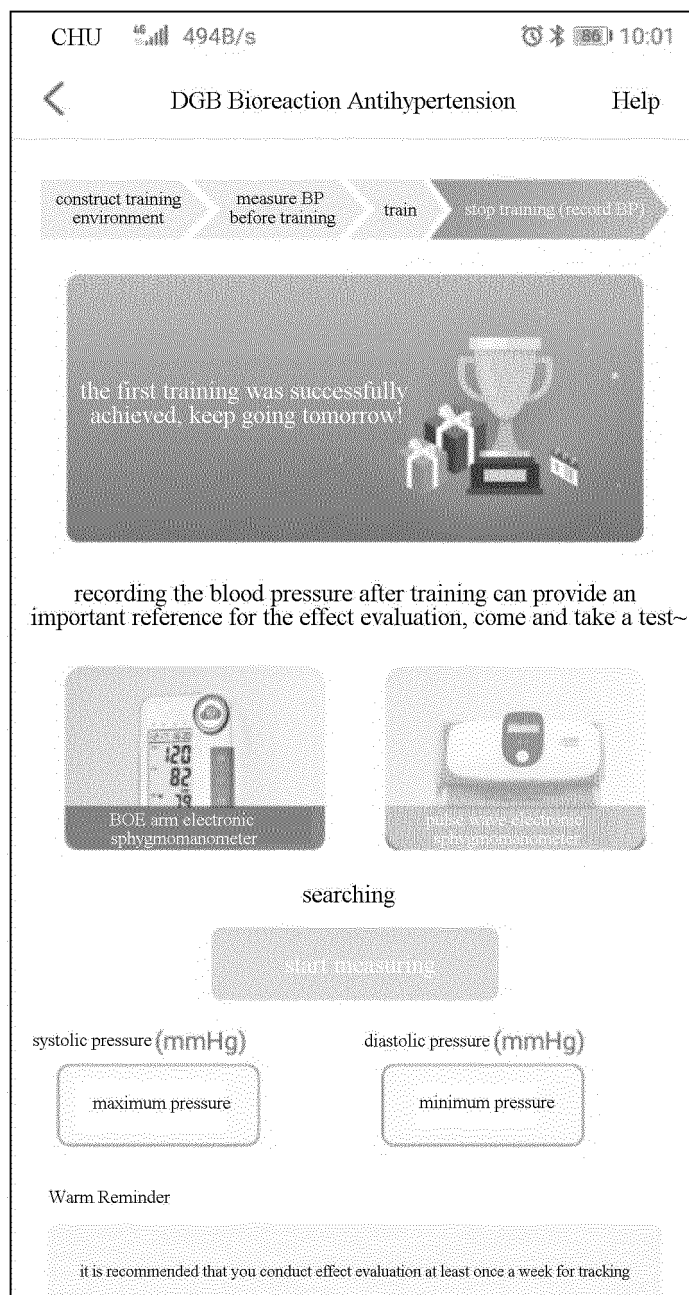 CHU 46 494B/s 86 10:01
DGB Bioreaction Antihypertension Help
construct training
environment
measure BP
before training
train
stop training (record BP)
the first training was successfully
achieved, keep going tomorrow!
recording the blood pressure after training can provide an
important reference for the effect evaluation, come and take a test~
120
82
79
BOE arm electronic
sphygmomanometer
pulse wave electronic
sphygmomanometer
searching
start measuring
systolic pressure (mmHg)
diastolic pressure (mmHg)
maximum pressure
minimum pressure
Warm Reminder
it is recommended that you conduct effect evaluation at least once a week for tracking